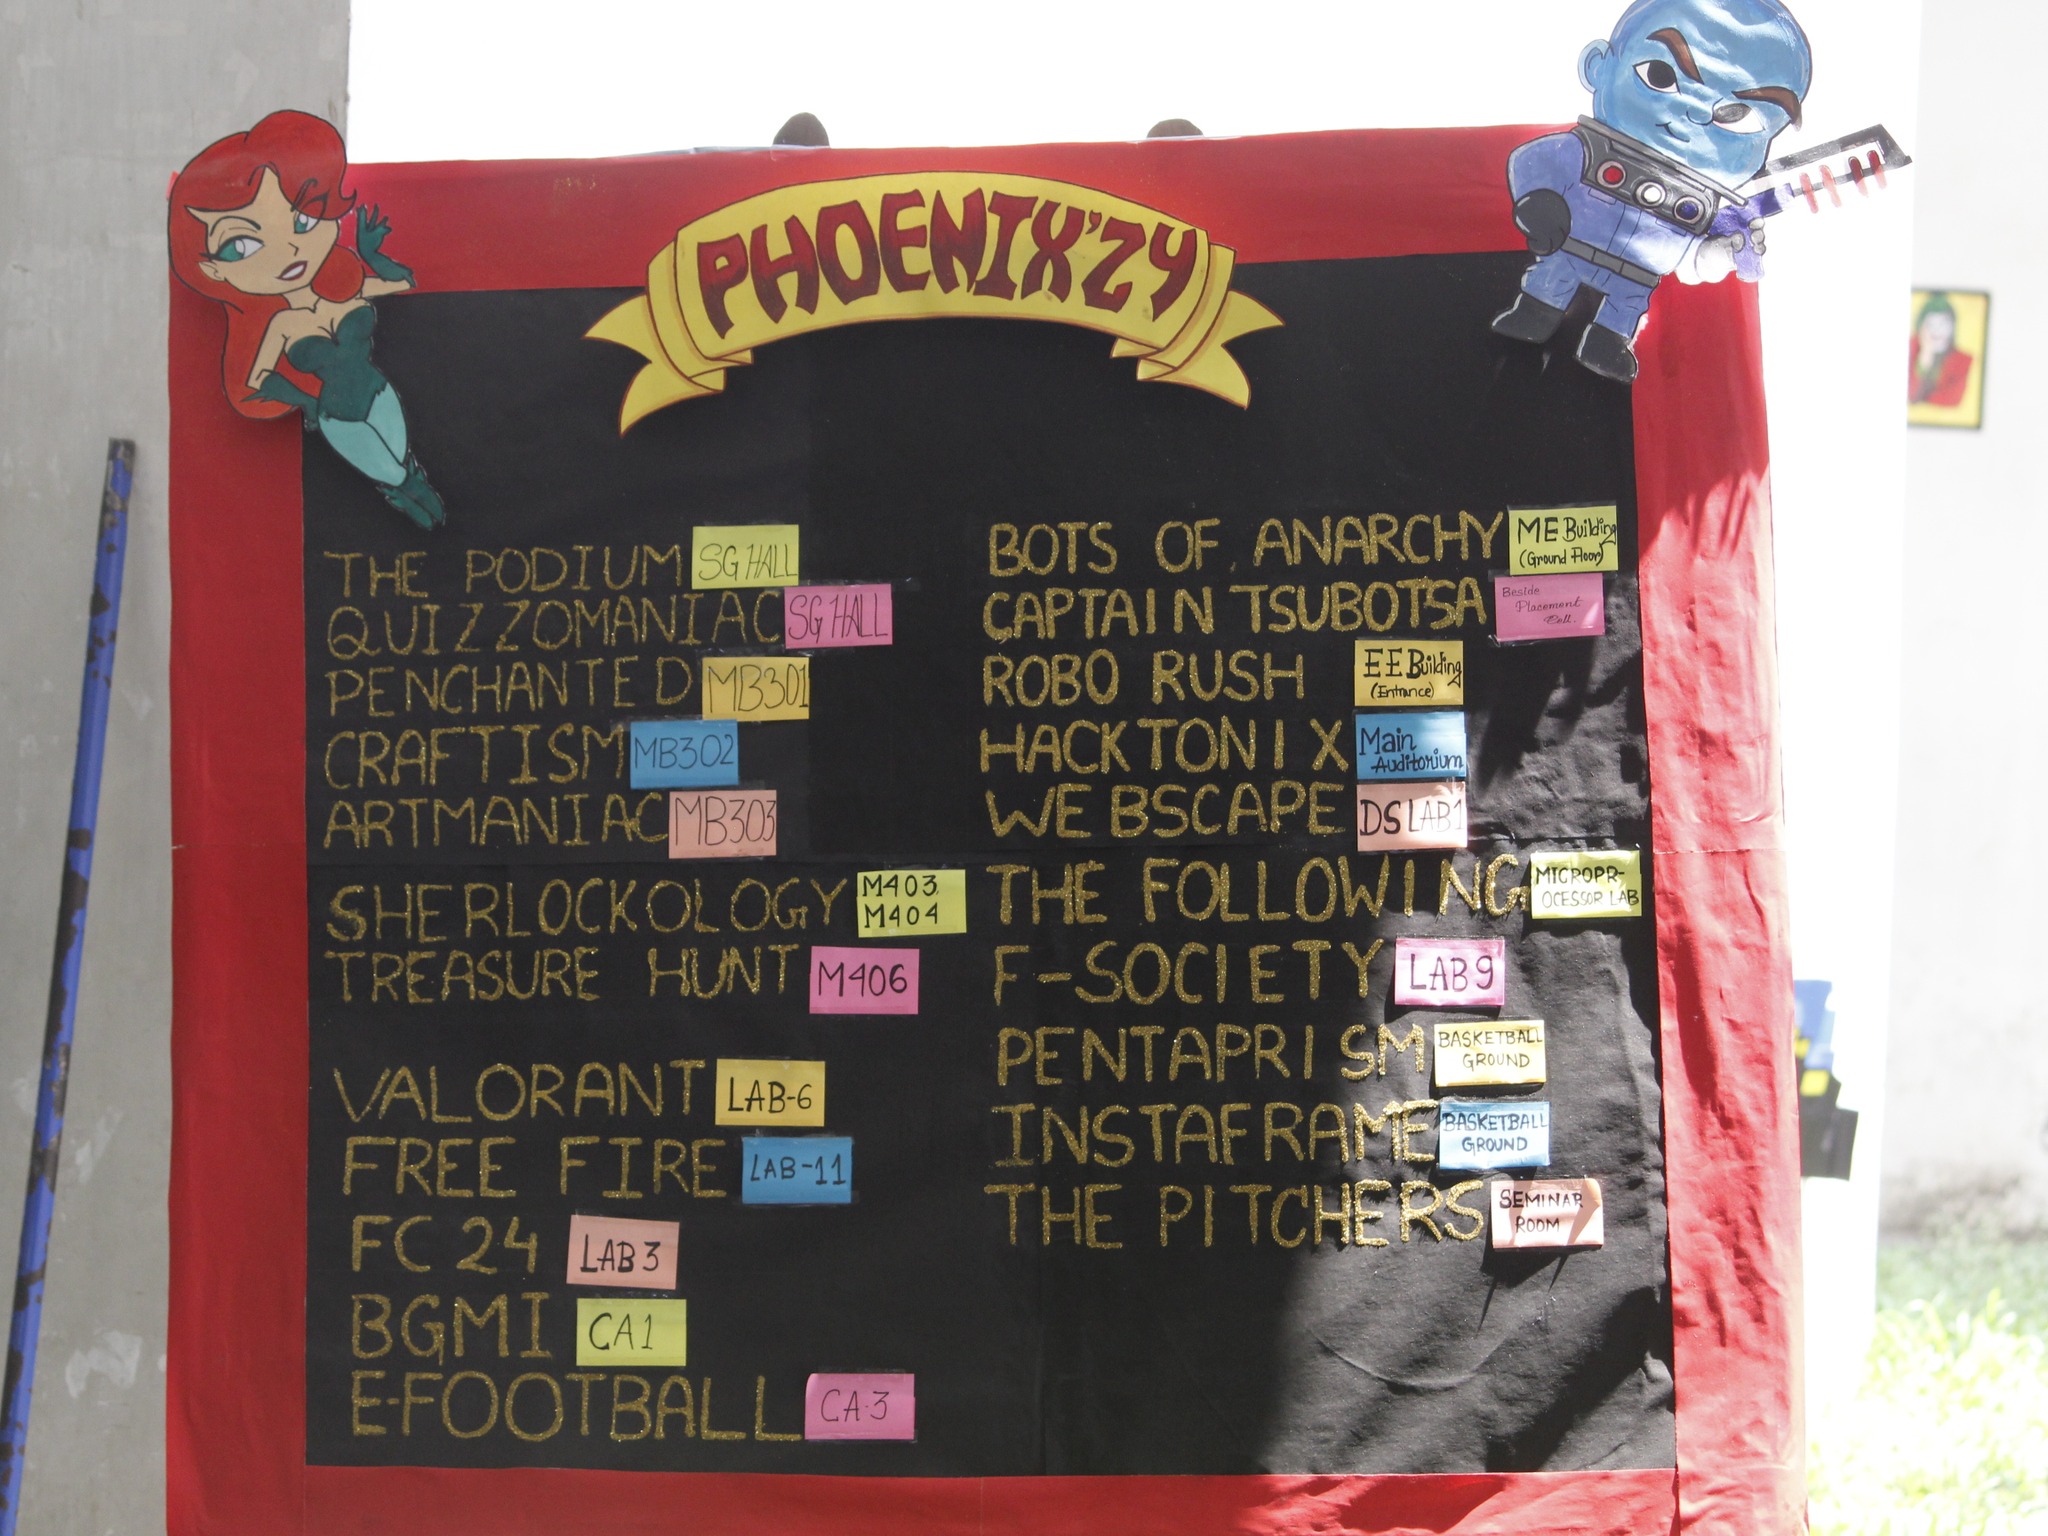 PHOENIX'ZY
THE PODIUM SG HALL
QUIZZOMANIAC SG HALL
PENCHANTED MB301
CRAFTISM MB302
ARTMANIAC MB303
SHERLOCKOLOGY M403
M404
TREASURE HUNT M406
VALORANT LAB-6
FREE FIRE LAB-11
FC 24 LAB 3
BGMI CA1
E-FOOTBALL CA-3
BOTS OF ANARCHY ME Building
(Ground Floor)
CAPTAIN TSUBOTSA Beside
Placement
Cell.
ROBO RUSH EE Building
(Entrance)
HACKTONIX Main
Auditorium
WEBSCAPE DS LAB1
THE FOLLOWING MICROPR-
OCESSOR LAB
F-SOCIETY LAB 9
PENTAPRISM BASKETBALL
GROUND
INSTAFRAME BASKETBALL
GROUND
THE PITCHERS SEMINAR
ROOM